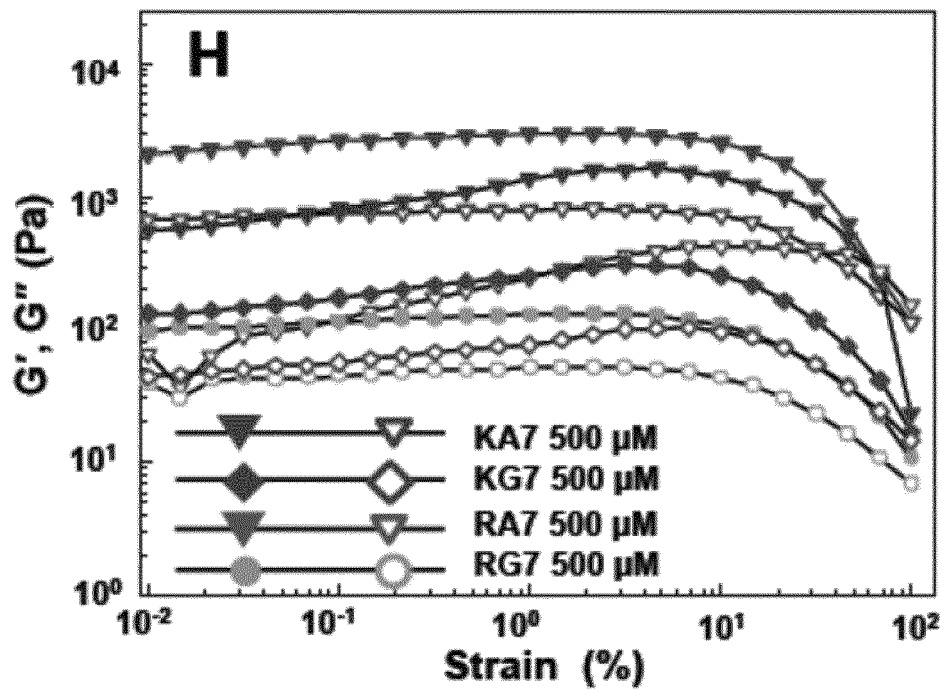 H
G′, G″ (Pa)
10⁴
10³
10²
10¹
10⁰
KA7 500 µM
KG7 500 µM
RA7 500 µM
RG7 500 µM
10⁻² 10⁻¹ 10⁰ 10¹ 10²
Strain (%)